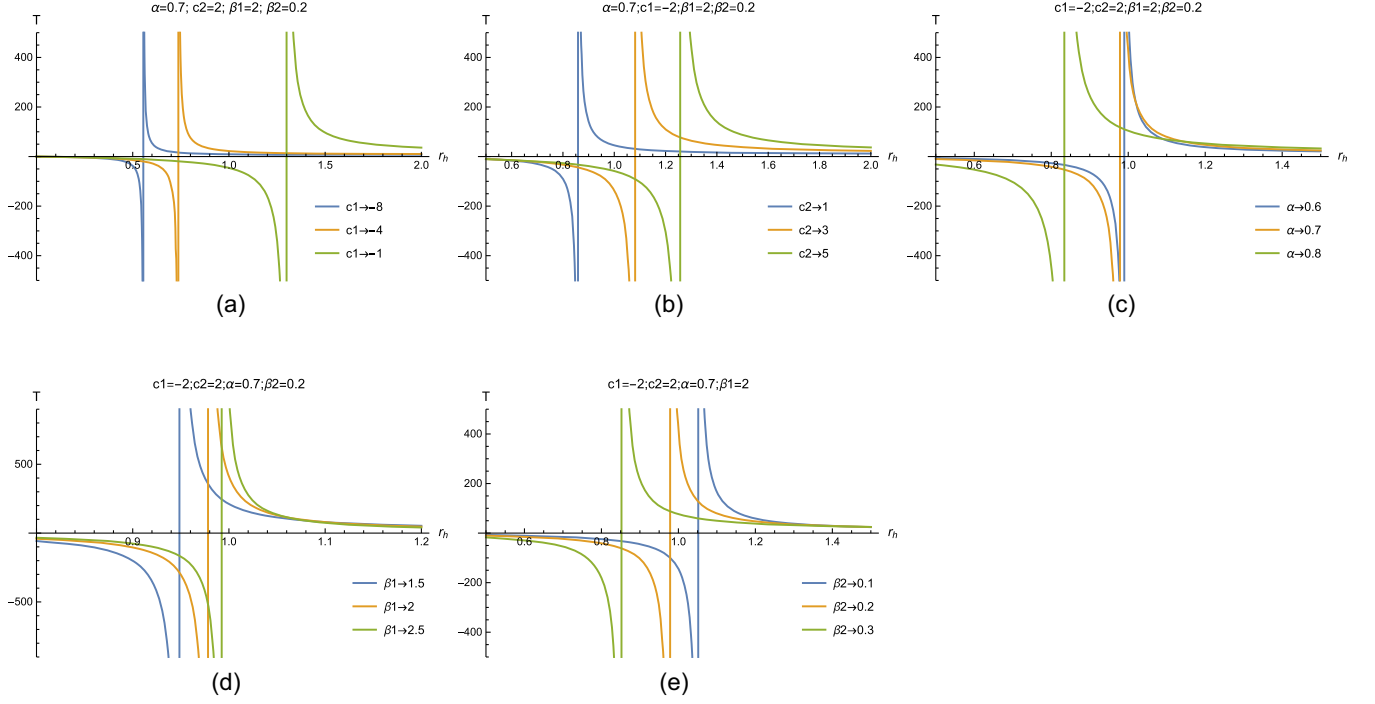 α=0.7; c2=2; β1=2; β2=0.2
T
400
200
-200
-400
0.5
1.0
1.5
2.0
r_h
c1→-8
c1→-4
c1→-1
(a)
α=0.7;c1=-2;β1=2;β2=0.2
T
400
200
-200
-400
0.6
0.8
1.0
1.2
1.4
1.6
1.8
2.0
r_h
c2→1
c2→3
c2→5
(b)
c1=-2;c2=2;β1=2;β2=0.2
T
400
200
-200
-400
0.6
0.8
1.0
1.2
1.4
r_h
α→0.6
α→0.7
α→0.8
(c)
c1=-2;c2=2;α=0.7;β2=0.2
T
500
-500
0.9
1.0
1.1
1.2
r_h
β1→1.5
β1→2
β1→2.5
(d)
c1=-2;c2=2;α=0.7;β1=2
T
400
200
-200
-400
0.6
0.8
1.0
1.2
1.4
r_h
β2→0.1
β2→0.2
β2→0.3
(e)